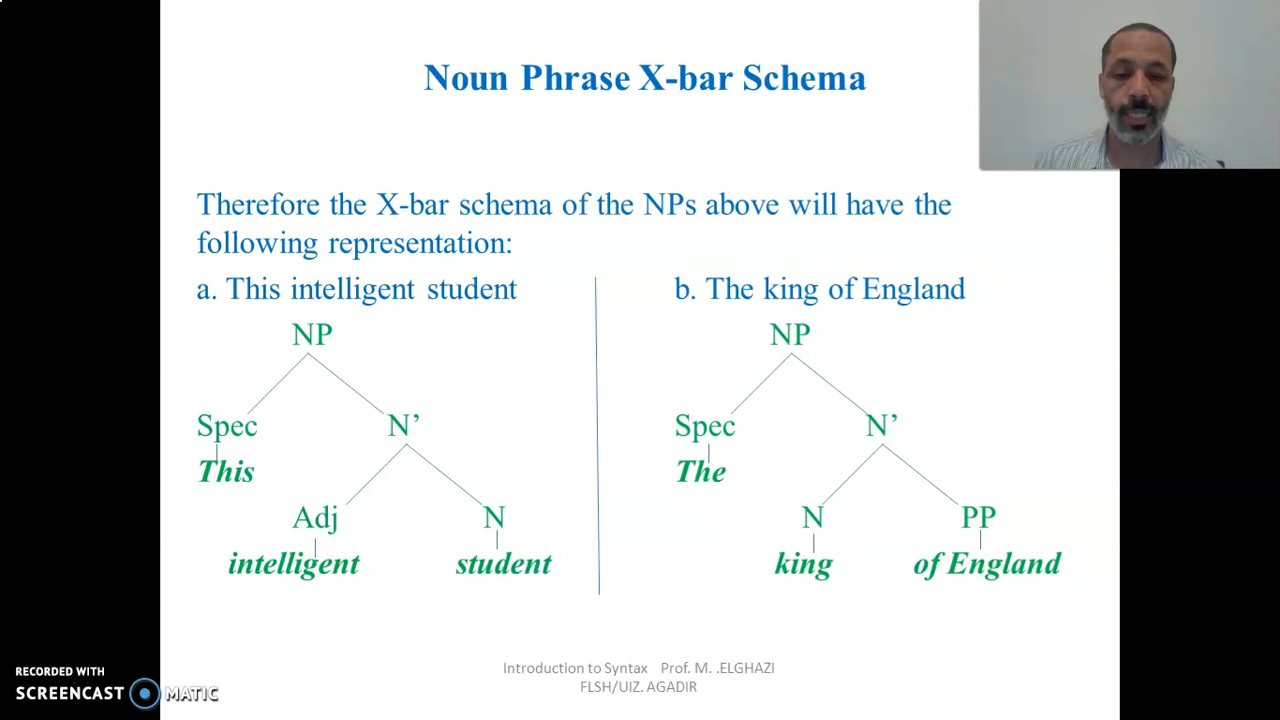 Noun Phrase X-bar Schema
Therefore the X-bar schema of the NPs above will have the
following representation:
a. This intelligent student
NP
Spec N’
This
Adj N
intelligent student
b. The king of England
NP
Spec N’
The
N PP
king of England
Introduction to Syntax Prof. M. .ELGHAZI
FLSH/UIZ. AGADIR
RECORDED WITH
SCREENCAST MATIC